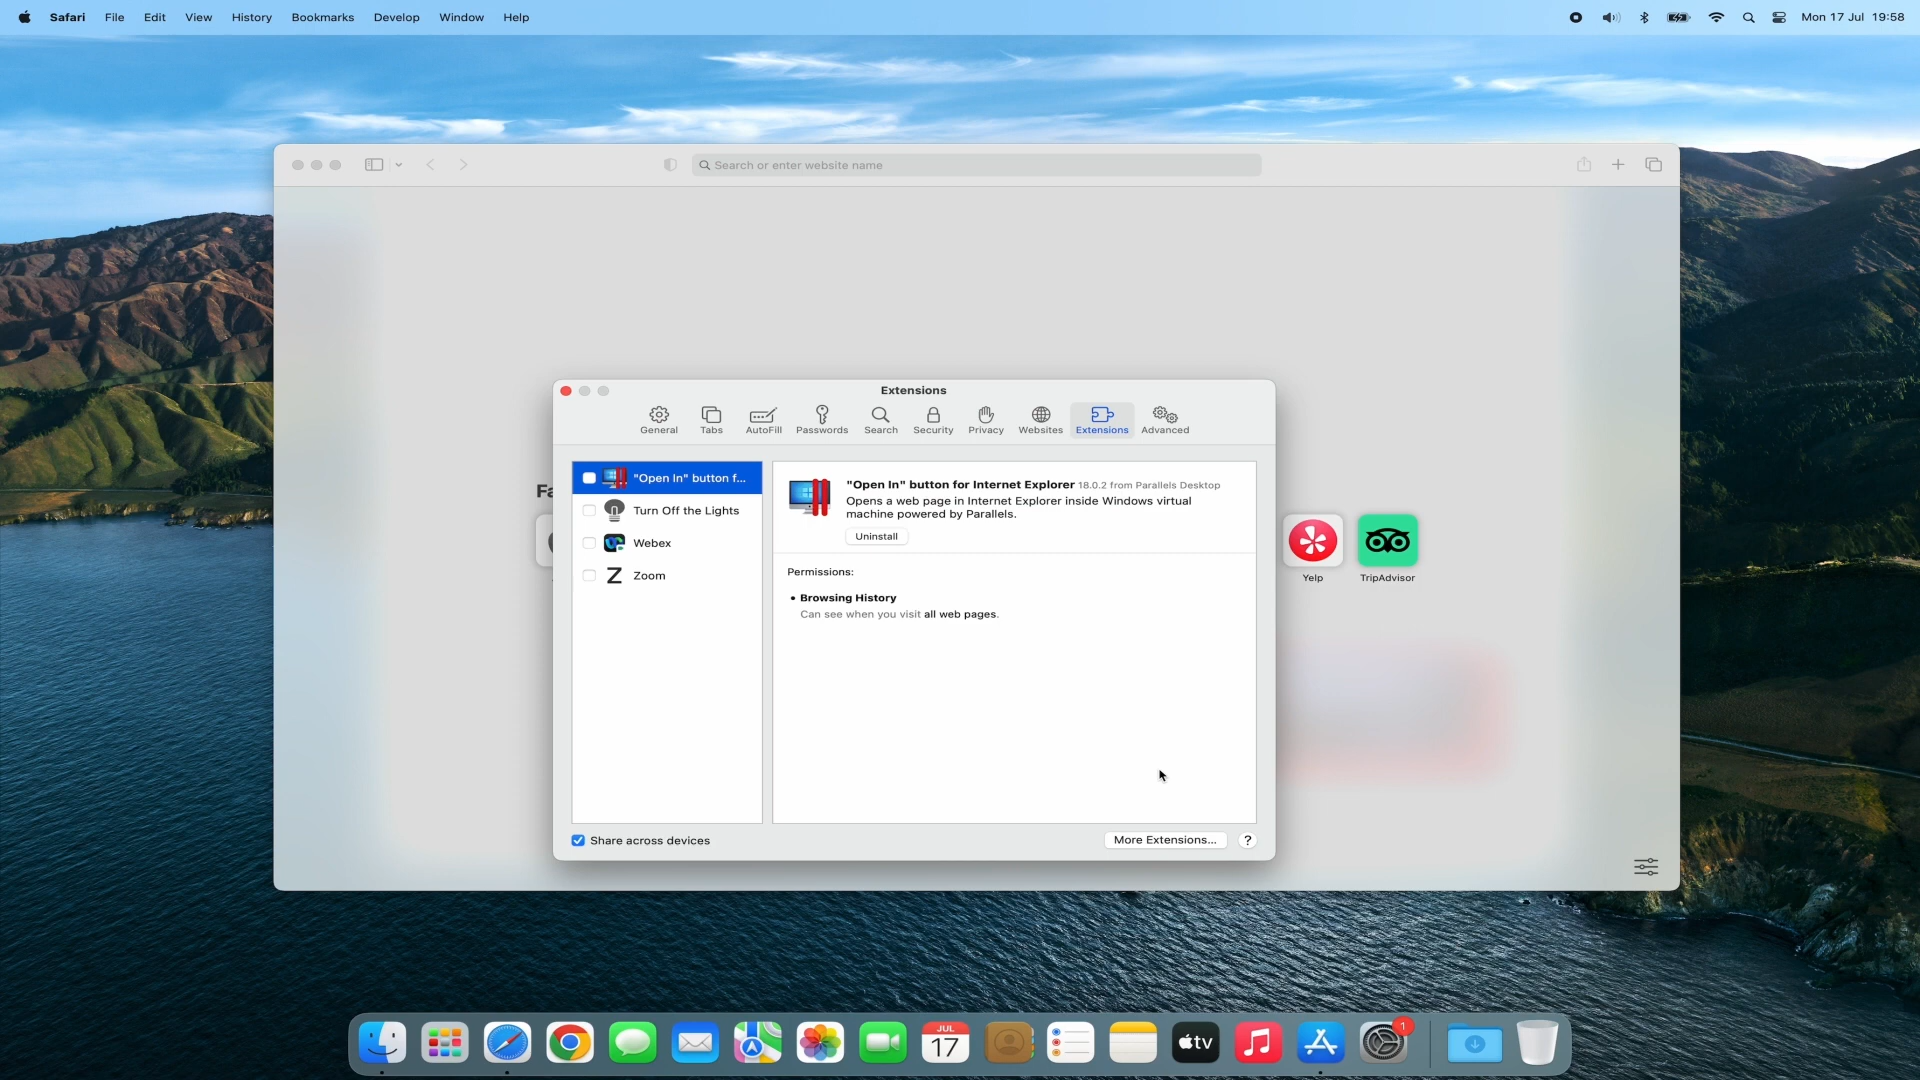 Safari File Edit View History Bookmarks Develop Window Help Mon 17 Jul 19:58
Search or enter website name
Extensions
General Tabs AutoFill Passwords Search Security Privacy Websites Extensions Advanced
"Open In" button f...
Turn Off the Lights
Webex
Z Zoom
"Open In" button for Internet Explorer 18.0.2 from Parallels Desktop
Opens a web page in Internet Explorer inside Windows virtual
machine powered by Parallels.
Uninstall
Permissions:
• Browsing History
Can see when you visit all web pages.
Share across devices
More Extensions... ?
Yelp TripAdvisor
JUL
17
tv
1